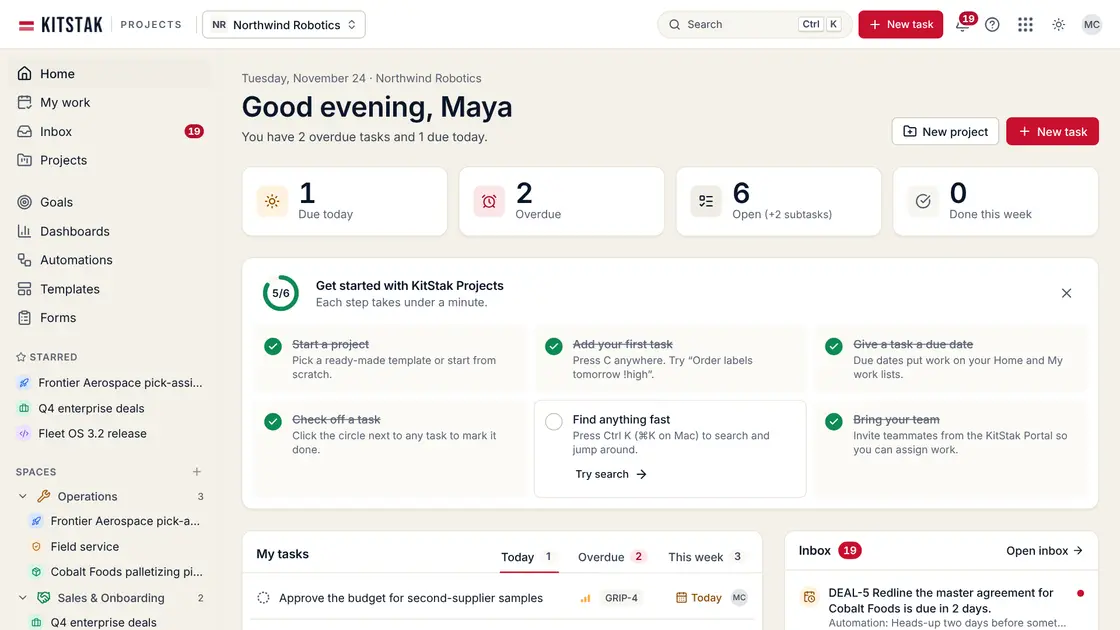 KITSTAK PROJECTS NR Northwind Robotics Search Ctrl K New task 19 MC
Home
My work
Inbox 19
Projects
Goals
Dashboards
Automations
Templates
Forms
STARRED
Frontier Aerospace pick-assi...
Q4 enterprise deals
Fleet OS 3.2 release
SPACES
Operations 3
Frontier Aerospace pick-a...
Field service
Cobalt Foods palletizing pi...
Sales & Onboarding 2
Q4 enterprise deals
Tuesday, November 24 · Northwind Robotics
Good evening, Maya
You have 2 overdue tasks and 1 due today.
New project
New task
1
Due today
2
Overdue
6
Open (+2 subtasks)
0
Done this week
5/6
Get started with KitStak Projects
Each step takes under a minute.
Start a project
Pick a ready-made template or start from
scratch.
Add your first task
Press C anywhere. Try “Order labels
tomorrow !high”.
Give a task a due date
Due dates put work on your Home and My
work lists.
Check off a task
Click the circle next to any task to mark it
done.
Find anything fast
Press Ctrl K (⌘K on Mac) to search and
jump around.
Try search
Bring your team
Invite teammates from the KitStak Portal so
you can assign work.
My tasks
Today 1
Overdue 2
This week 3
Approve the budget for second-supplier samples GRIP-4 Today MC
Inbox 19
Open inbox
DEAL-5 Redline the master agreement for
Cobalt Foods is due in 2 days.
Automation: Heads-up two days before somet...